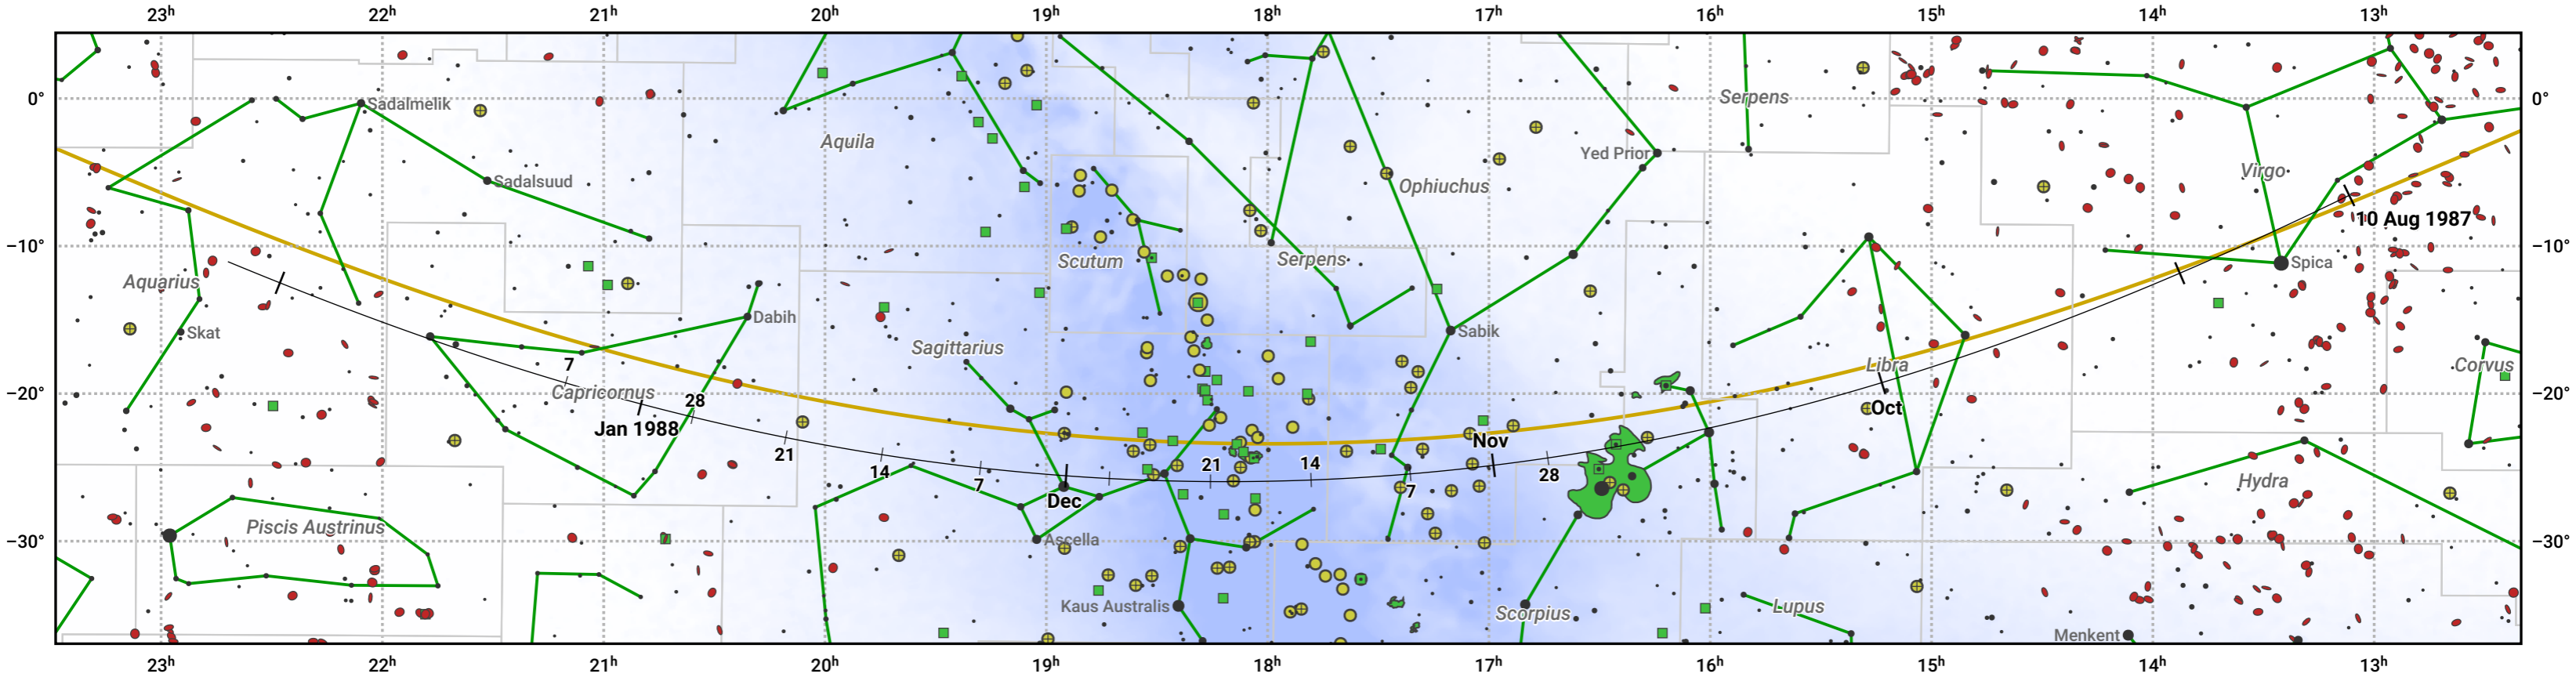 23h 22h 21h 20h 19h 18h 17h 16h 15h 14h 13h
0° Sadalmelik Aquila Serpens 0°
Yed Prior
Sadalsuud Ophiuchus Virgo
10 Aug 1987
−10° Scutum Serpens Spica −10°
Aquarius
Skat Dabih Sabik
Sagittarius
7 Libra Corvus
−20° Capricornus −20°
28 Oct
Jan 1988
21 Nov
14 21 14 28
7 7 Hydra
Dec
Piscis Austrinus
−30° Ascella −30°
Kaus Australis Scorpius Lupus
Menkent
23h 22h 21h 20h 19h 18h 17h 16h 15h 14h 13h